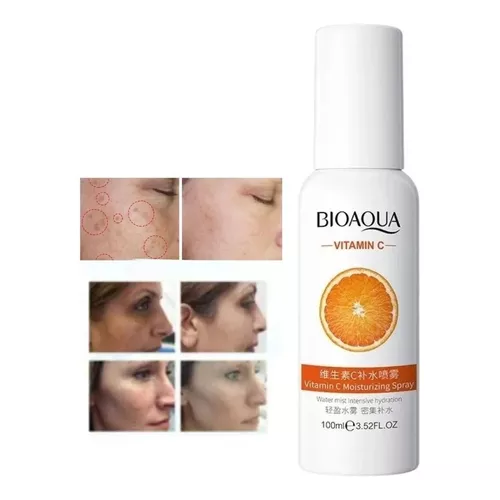 BIOAQUA
VITAMIN C
维生素C补水喷雾
Vitamin C Moisturizing Spray
Water mist intensive hydration
轻盈水雾 密集补水
100ml℮3.52FL.OZ